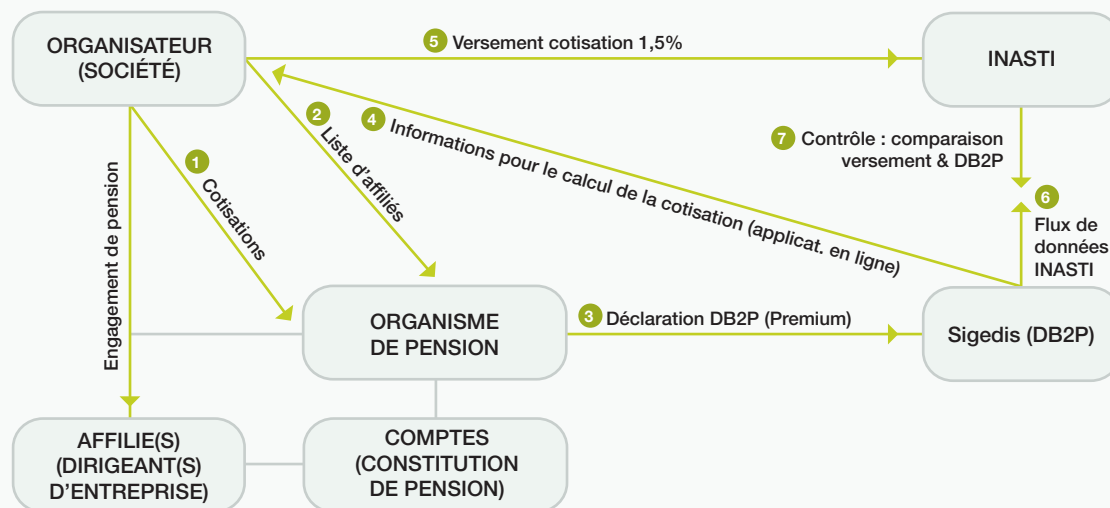 ORGANISATEUR
(SOCIÉTÉ)
5 Versement cotisation 1,5%
INASTI
2 Liste d’affiliés
4 Informations pour le calcul de la cotisation (applicat. en ligne)
7 Contrôle : comparaison
versement & DB2P
1 Cotisations
Engagement de pension
6
Flux de
données
INASTI
ORGANISME
DE PENSION
3 Déclaration DB2P (Premium)
Sigedis (DB2P)
AFFILIE(S)
(DIRIGEANT(S)
D’ENTREPRISE)
COMPTES
(CONSTITUTION
DE PENSION)